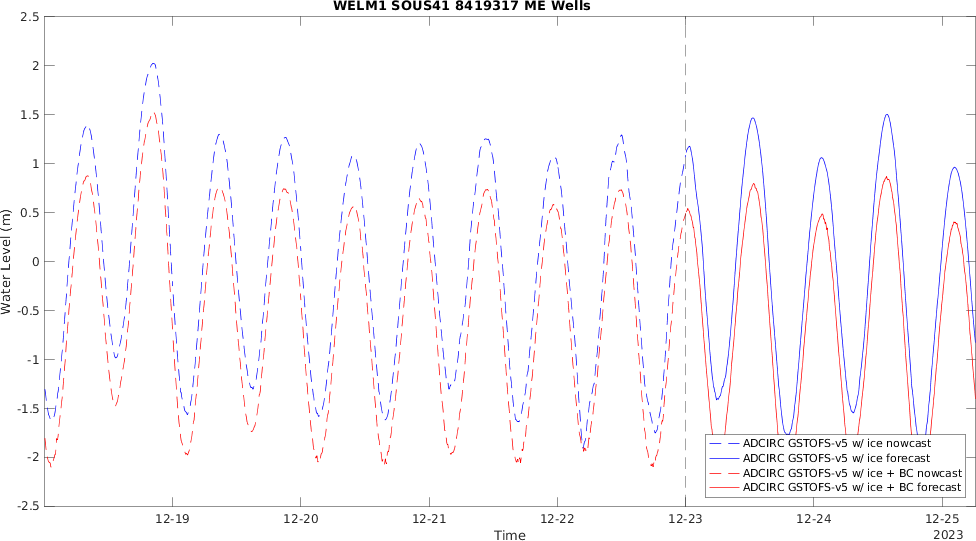 WELM1 SOUS41 8419317 ME Wells
2.5
2
1.5
1
0.5
0
-0.5
-1
-1.5
-2
-2.5
Water Level (m)
ADCIRC GSTOFS-v5 w/ ice nowcast
ADCIRC GSTOFS-v5 w/ ice forecast
ADCIRC GSTOFS-v5 w/ ice + BC nowcast
ADCIRC GSTOFS-v5 w/ ice + BC forecast
12-19 12-20 12-21 12-22 12-23 12-24 12-25
Time
2023